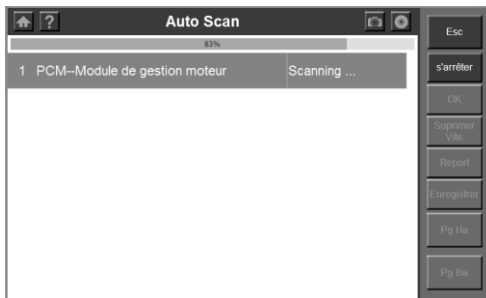 ? Auto Scan
83%
1 PCM--Module de gestion moteur Scanning ...
Esc
s'arrêter
OK
Suprimer
Ville
Report
Enregistrer
Pg Ha
Pg Ba